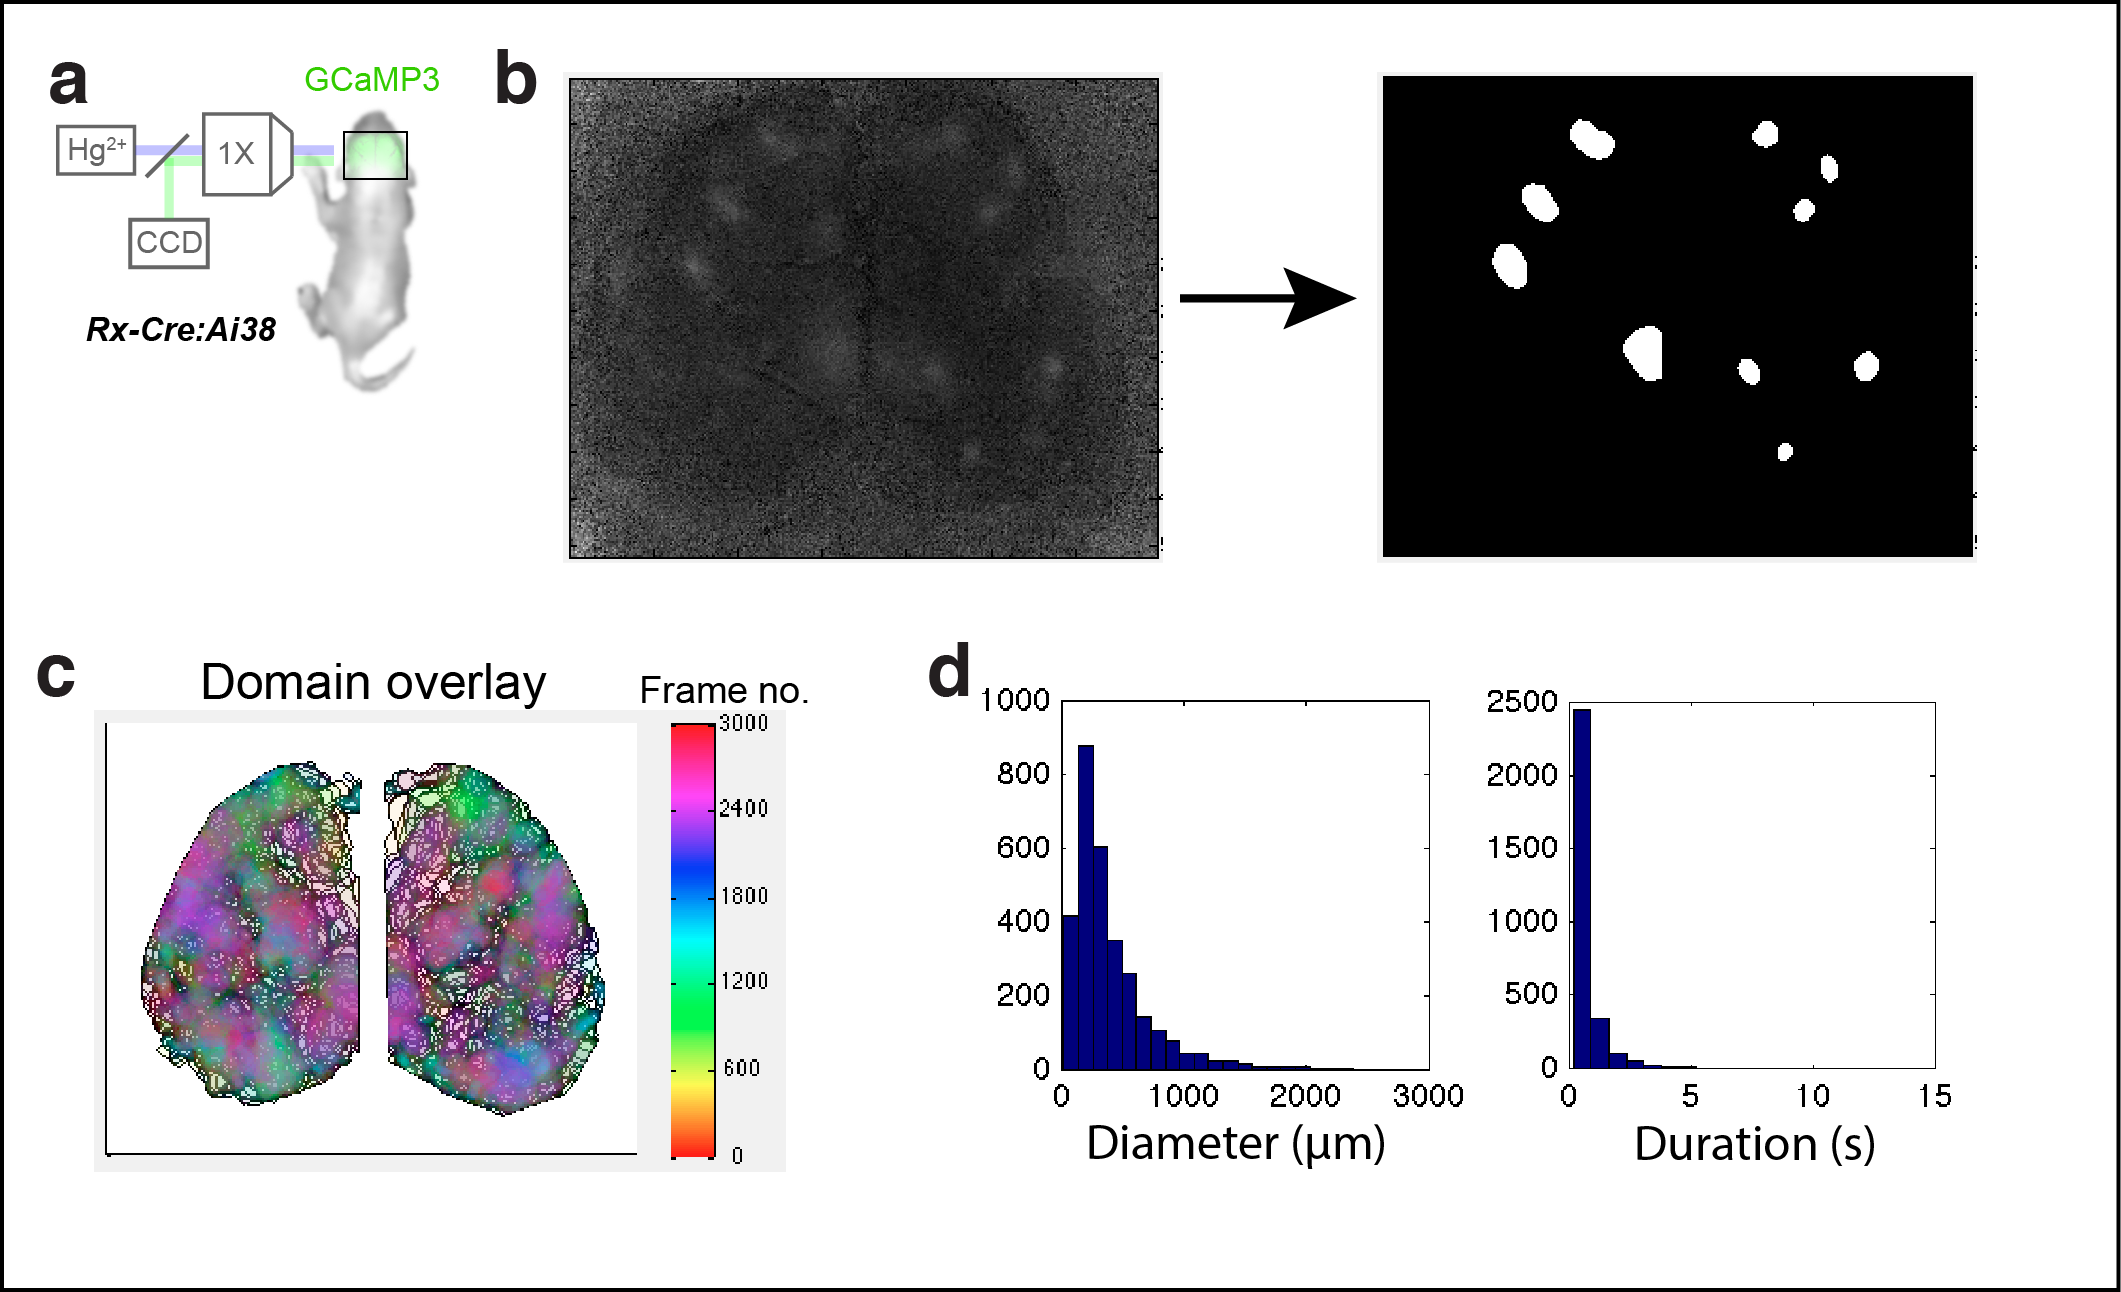 a
GCaMP3
Hg2+
1X
CCD
Rx-Cre:Ai38
b
c
Domain overlay
Frame no.
3000
2400
1800
1200
600
0
d
1000
800
600
400
200
0
0 1000 2000 3000
Diameter (µm)
2500
2000
1500
1000
500
0
0 5 10 15
Duration (s)